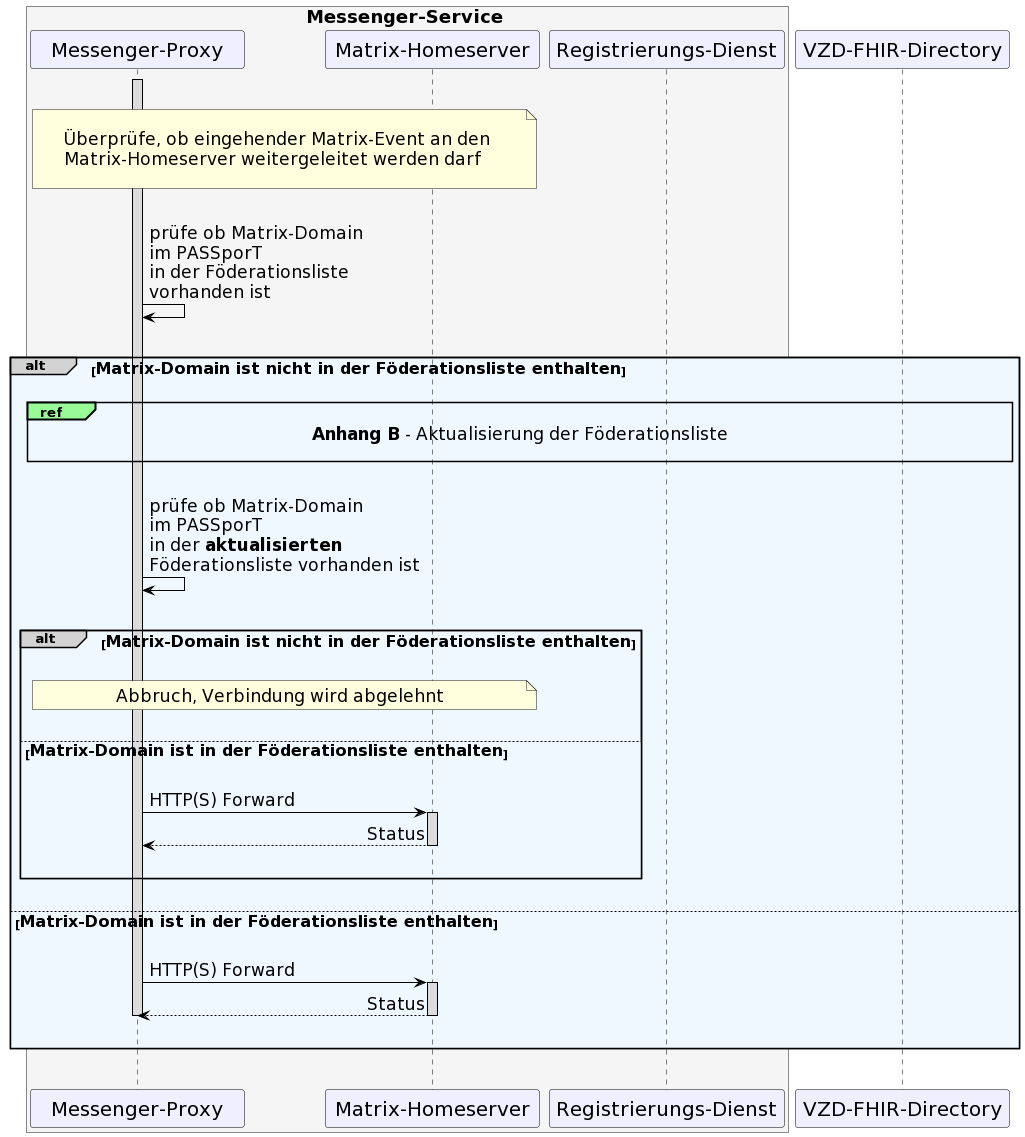 Messenger-Service
Messenger-Proxy
Matrix-Homeserver
Registrierungs-Dienst
VZD-FHIR-Directory
Überprüfe, ob eingehender Matrix-Event an den
Matrix-Homeserver weitergeleitet werden darf
prüfe ob Matrix-Domain
im PASSporT
in der Föderationsliste
vorhanden ist
alt
[Matrix-Domain ist nicht in der Föderationsliste enthalten]
ref
Anhang B - Aktualisierung der Föderationsliste
prüfe ob Matrix-Domain
im PASSporT
in der aktualisierten
Föderationsliste vorhanden ist
alt
[Matrix-Domain ist nicht in der Föderationsliste enthalten]
Abbruch, Verbindung wird abgelehnt
[Matrix-Domain ist in der Föderationsliste enthalten]
HTTP(S) Forward
Status
[Matrix-Domain ist in der Föderationsliste enthalten]
HTTP(S) Forward
Status
Messenger-Proxy
Matrix-Homeserver
Registrierungs-Dienst
VZD-FHIR-Directory